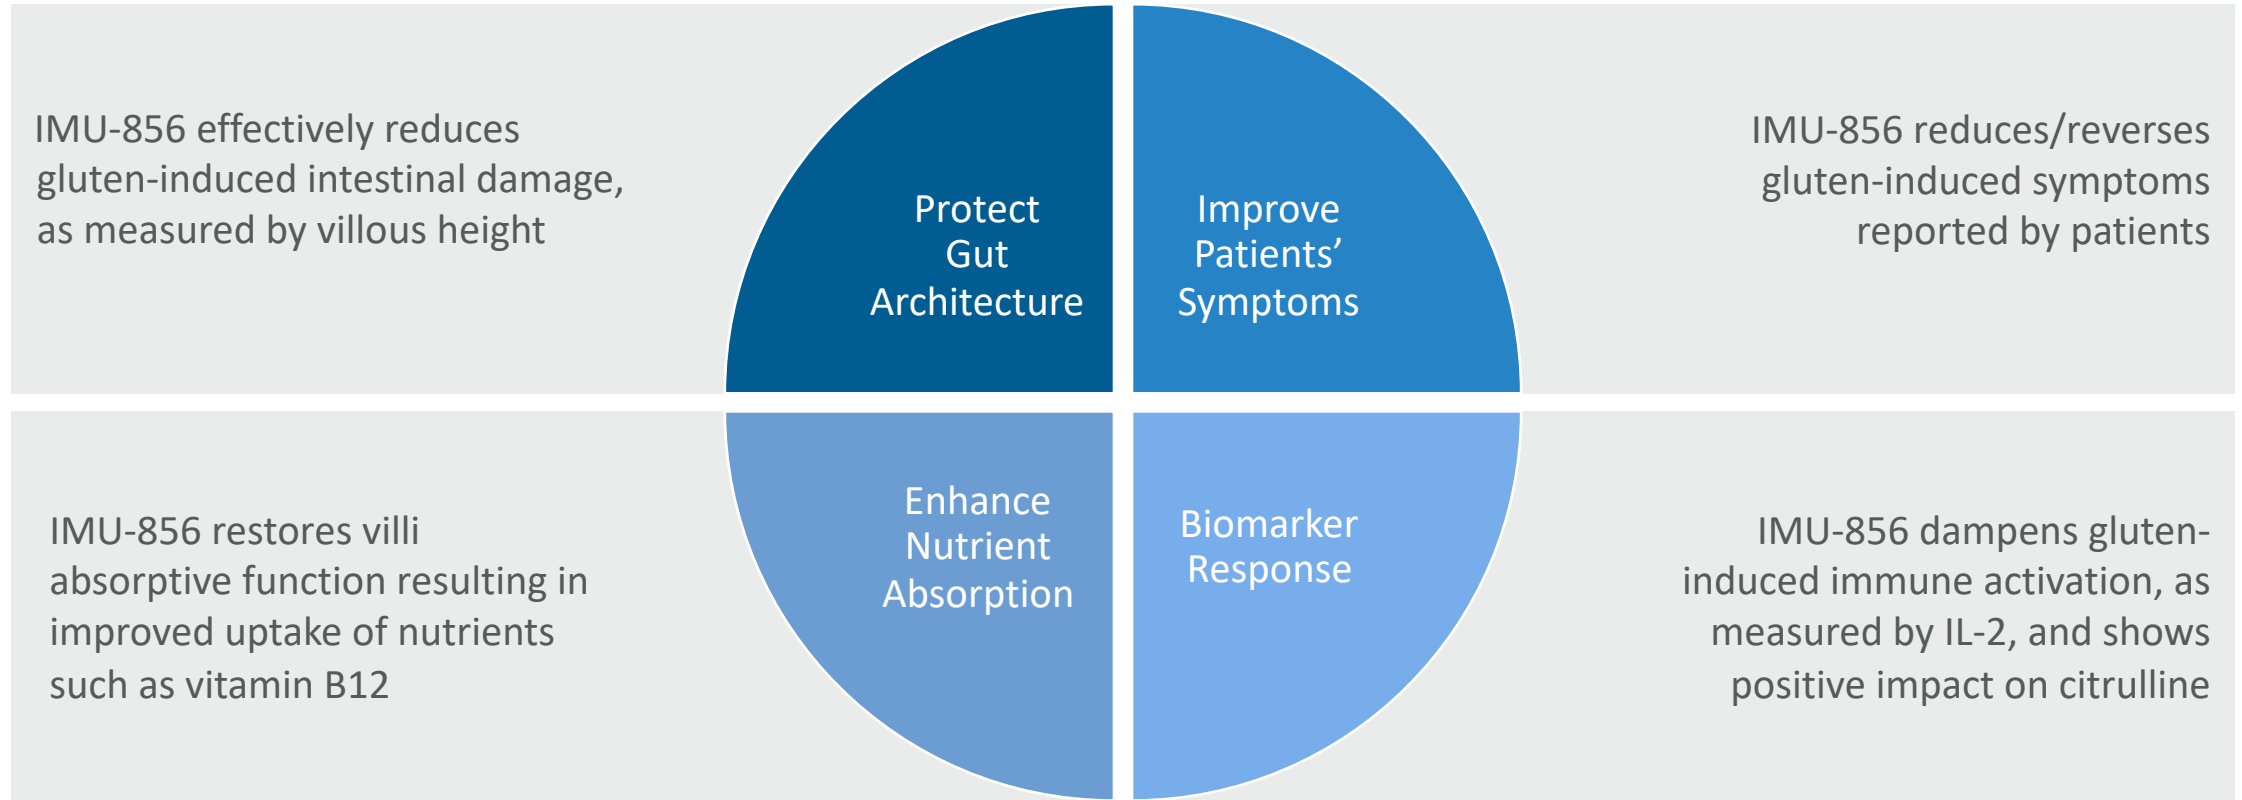 IMU-856 effectively reduces
gluten-induced intestinal damage,
as measured by villous height
Protect
Gut
Architecture
Improve
Patients’
Symptoms
IMU-856 reduces/reverses
gluten-induced symptoms
reported by patients
IMU-856 restores villi
absorptive function resulting in
improved uptake of nutrients
such as vitamin B12
Enhance
Nutrient
Absorption
Biomarker
Response
IMU-856 dampens gluten-
induced immune activation, as
measured by IL-2, and shows
positive impact on citrulline